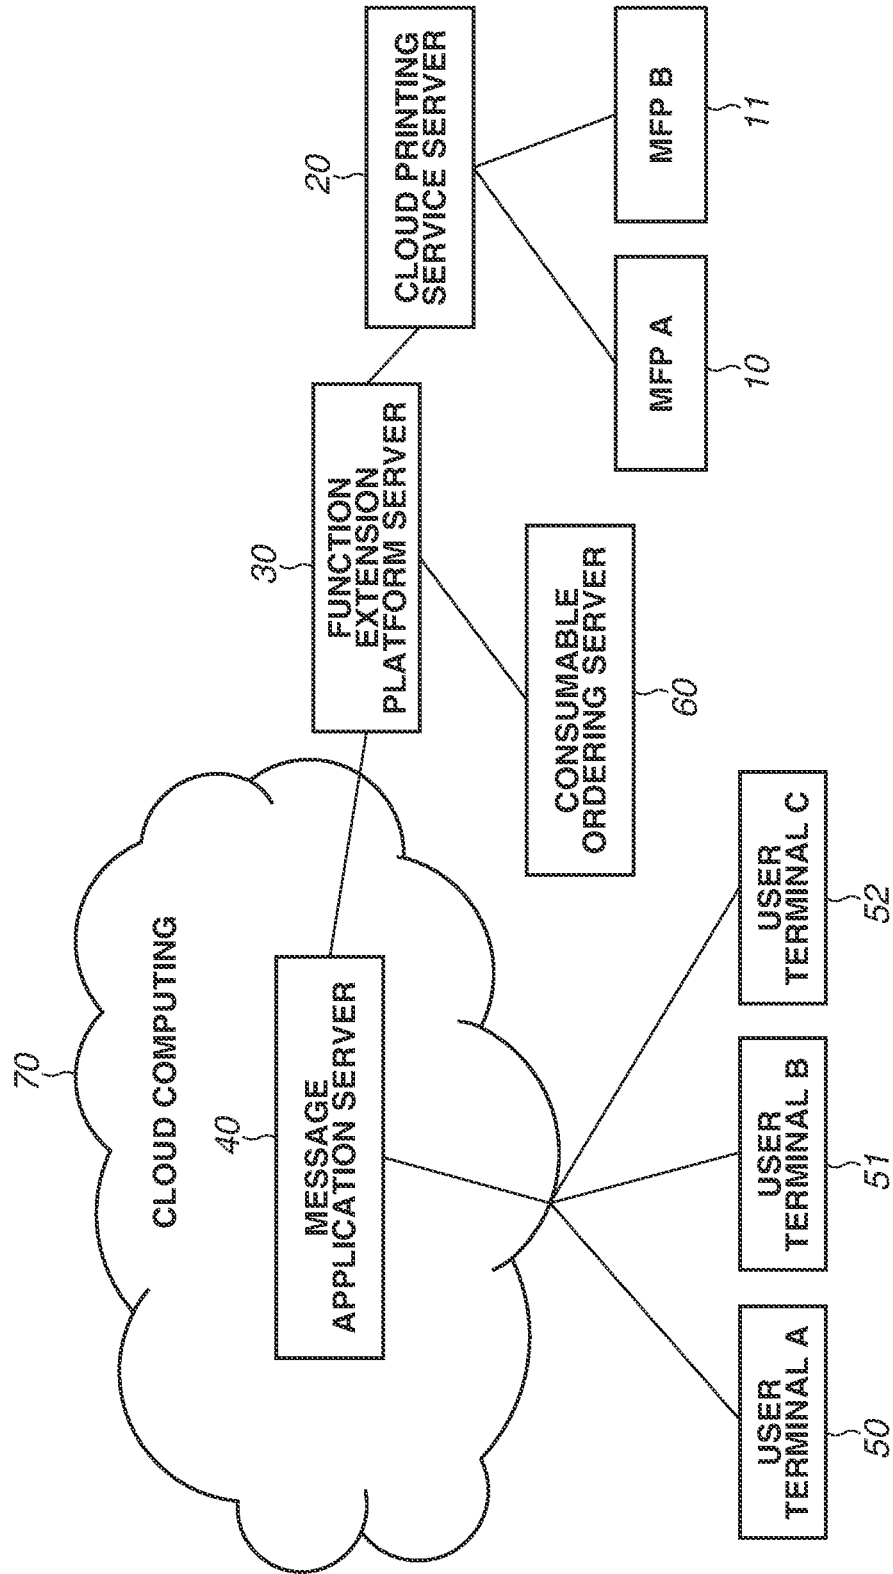 70
CLOUD COMPUTING
40
MESSAGE
APPLICATION SERVER
30
FUNCTION
EXTENSION
PLATFORM SERVER
20
CLOUD PRINTING
SERVICE SERVER
CONSUMABLE
ORDERING SERVER
60
MFP A
10
MFP B
11
USER
TERMINAL A
50
USER
TERMINAL B
51
USER
TERMINAL C
52